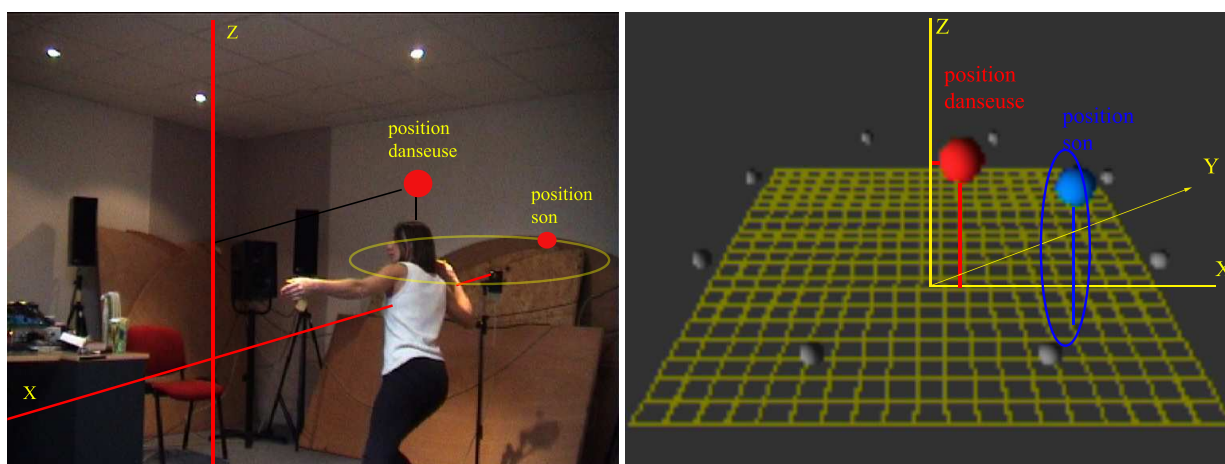 Z
position
danseuse
position
son
X
Z
position
danseuse
position
son
Y
X